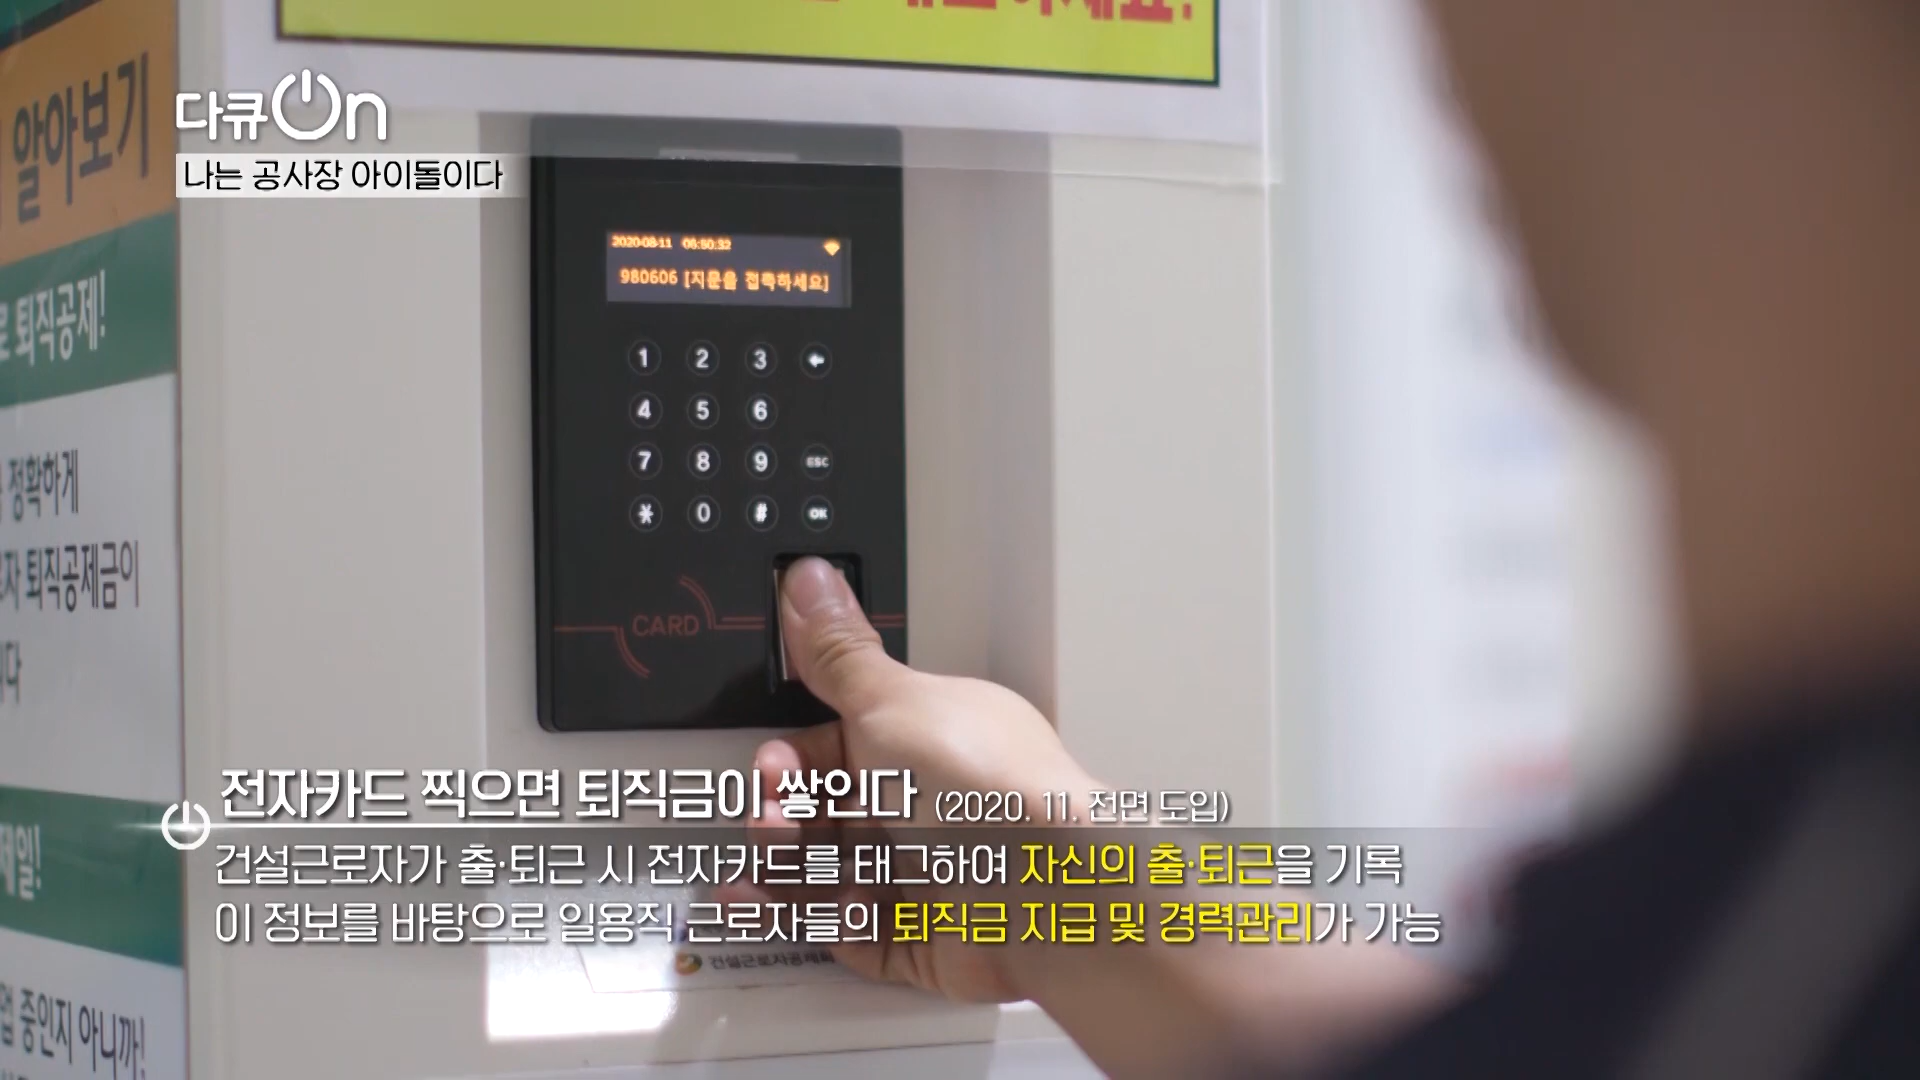 다큐On
나는 공사장 아이돌이다
알아보기
퇴직공제!
정확하게
퇴직공제금이
중인지 아니까!
2020-08-11 06:50:32
980606 [지문을 접촉하세요]
1 2 3
4 5 6
7 8 9 ESC
* 0 # OK
CARD
전자카드 찍으면 퇴직금이 쌓인다 (2020. 11. 전면 도입)
건설근로자가 출·퇴근 시 전자카드를 태그하여 자신의 출·퇴근을 기록
이 정보를 바탕으로 일용직 근로자들의 퇴직금 지급 및 경력관리가 가능
건설근로자공제회